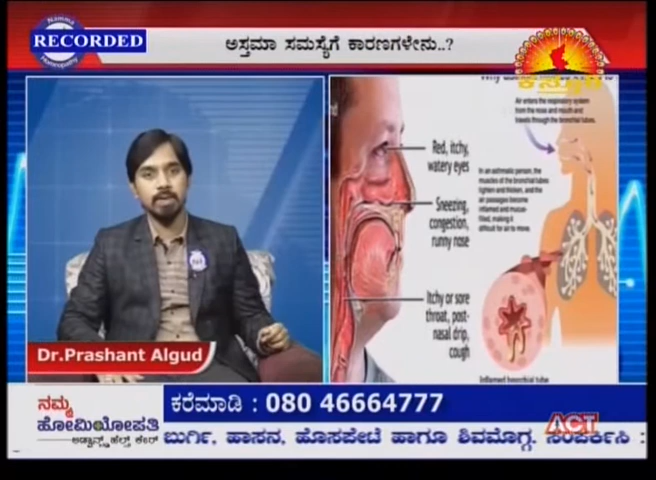 Namma
RECORDED
Homeopathy
ಅಸ್ತಮಾ ಸಮಸ್ಯೆಗೆ ಕಾರಣಗಳೇನು..?
ಕಸ್ತೂರಿ
Air enters the respiratory system
from the nose and mouth and
travels through the bronchial tubes.
Red, itchy,
watery eyes
In an asthmatic person, the
muscles of the bronchial tubes
tighten and thicken, and the
air passages become
inflamed and mucus-
filled, making it
difficult for air to move.
Sneezing,
congestion,
runny nose
Itchy or sore
throat, post-
nasal drip,
cough
Inflamed bronchial tube
Dr.Prashant Algud
ನಮ್ಮ
ಹೋಮಿಯೋಪತಿ
ಅಡ್ವಾನ್ಸ್ಡ್ ಹೆಲ್ತ್ ಕೇರ್
ಕರೆಮಾಡಿ : 080 46664777
ಬುರ್ಗಿ, ಹಾಸನ, ಹೊಸಪೇಟೆ ಹಾಗೂ ಶಿವಮೊಗ್ಗ. ಸಂಪರ್ಕಿಸಿ :
ACT